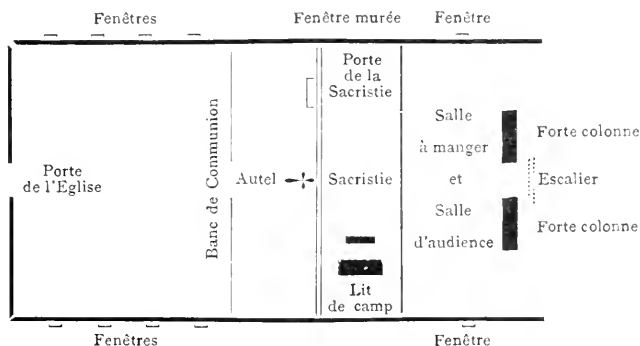 Fenêtres
Fenêtre murée
Fenêtre
Porte
de la
Sacristie
Salle
à manger
et
Salle
d'audience
Forte colonne
Escalier
Forte colonne
Porte
de l'Eglise
Banc de Communion
Autel
Sacristie
Lit
de camp
Fenêtres
Fenêtre